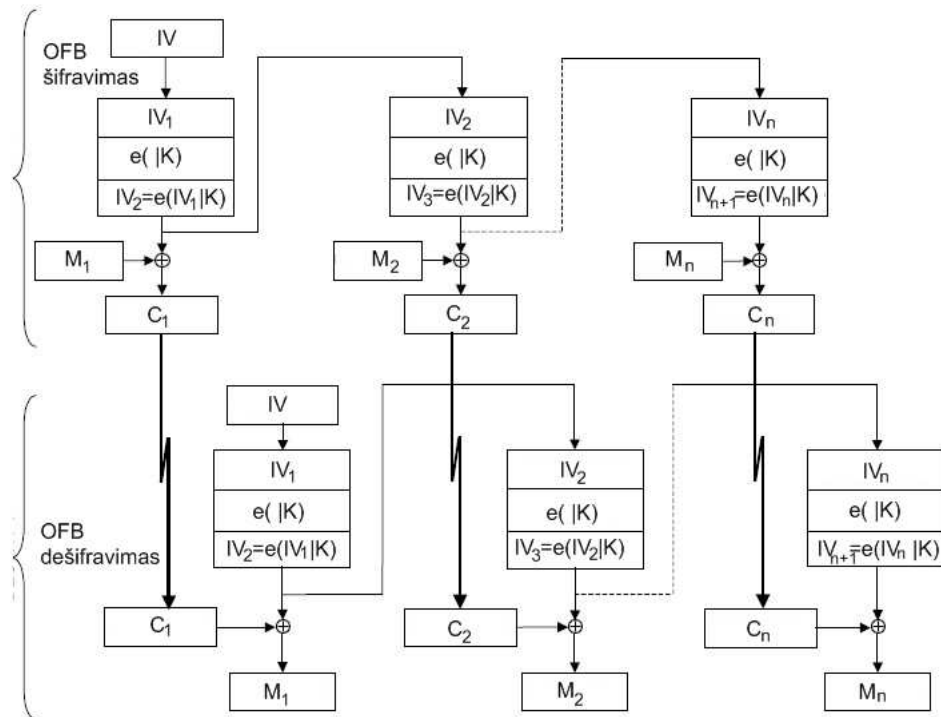 OFB
šifravimas
IV
IV₁
IV₂
IVₙ
e( |K)
e( |K)
e( |K)
IV₂=e(IV₁|K)
IV₃=e(IV₂|K)
IVₙ₊₁=e(IVₙ|K)
M₁
M₂
Mₙ
C₁
C₂
Cₙ
OFB
dešifravimas
IV
IV₁
IV₂
IVₙ
e( |K)
e( |K)
e( |K)
IV₂=e(IV₁|K)
IV₃=e(IV₂|K)
IVₙ₊₁=e(IVₙ |K)
C₁
C₂
Cₙ
M₁
M₂
Mₙ